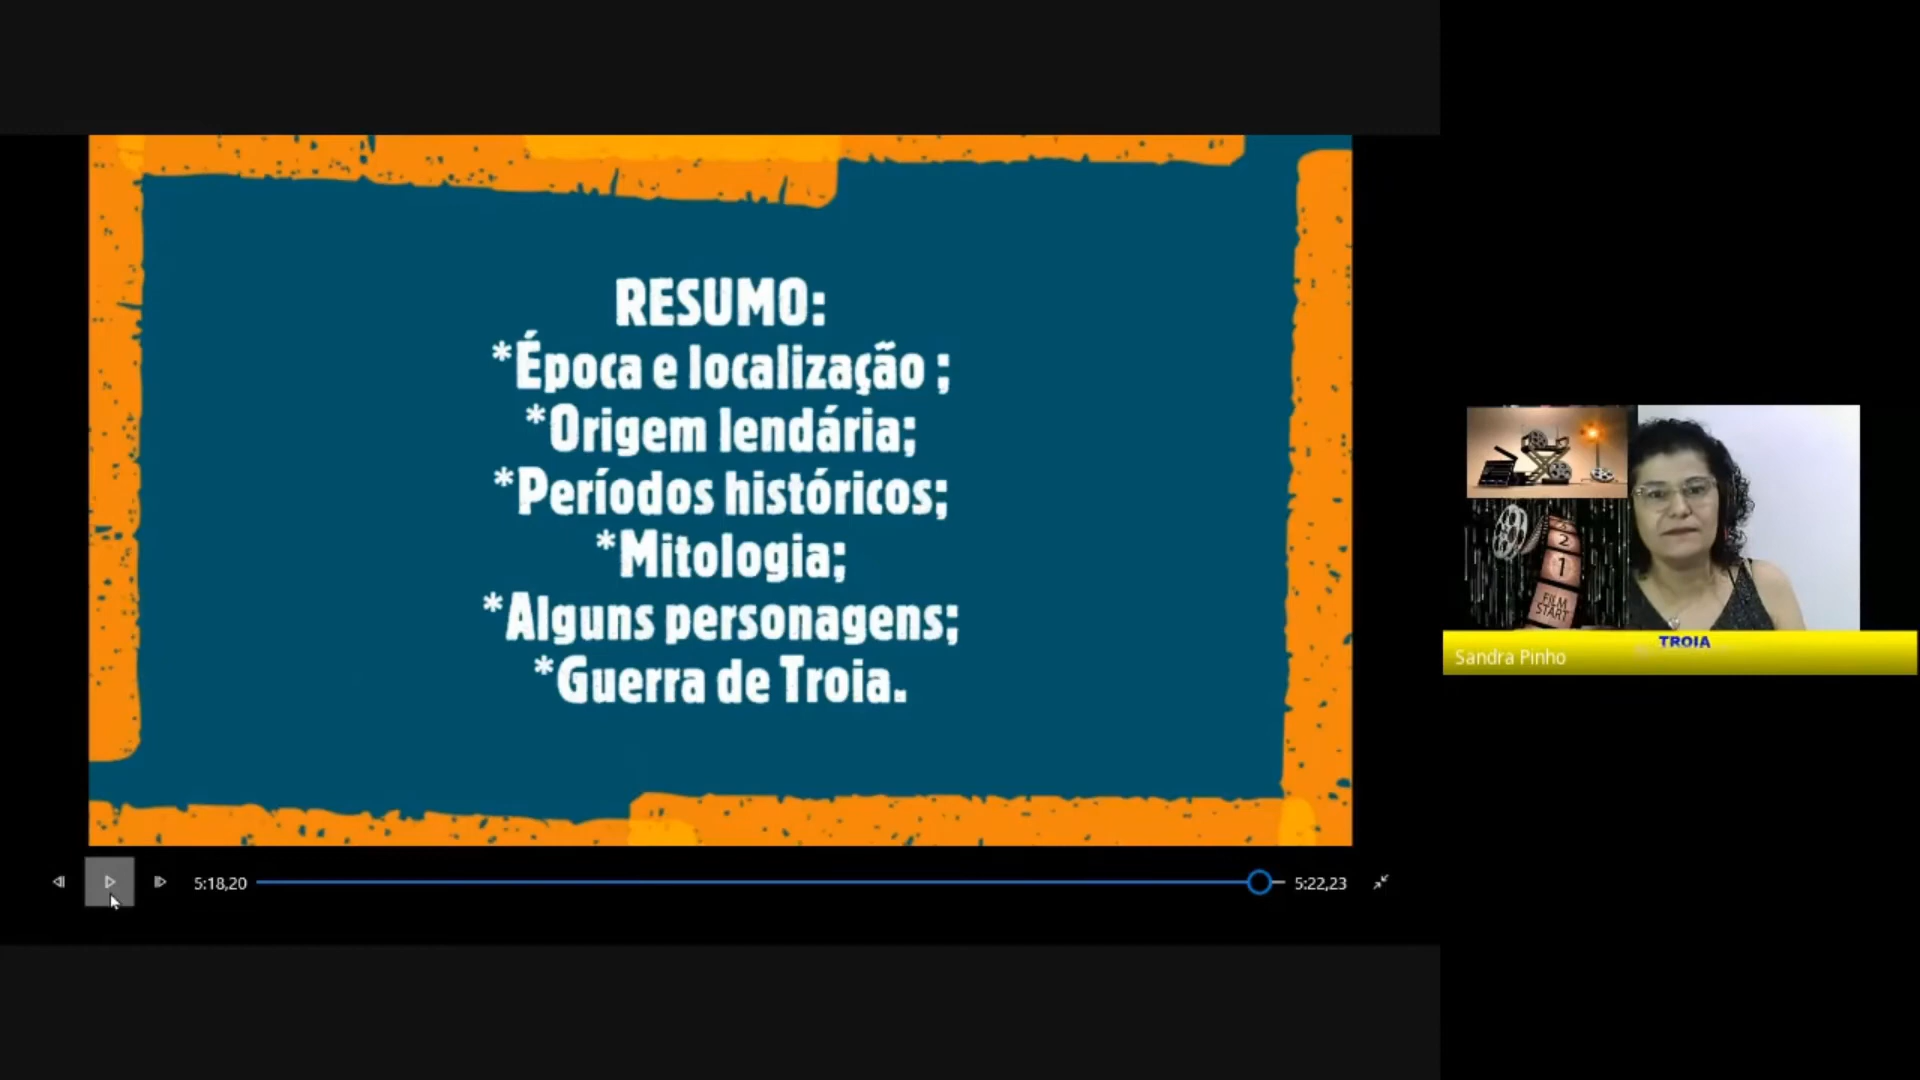 RESUMO:
*Época e localização ;
*Origem lendária;
*Períodos históricos;
*Mitologia;
*Alguns personagens;
*Guerra de Troia.
5:18,20
5:22,23
2
1
FILM
START
TROIA
Sandra Pinho